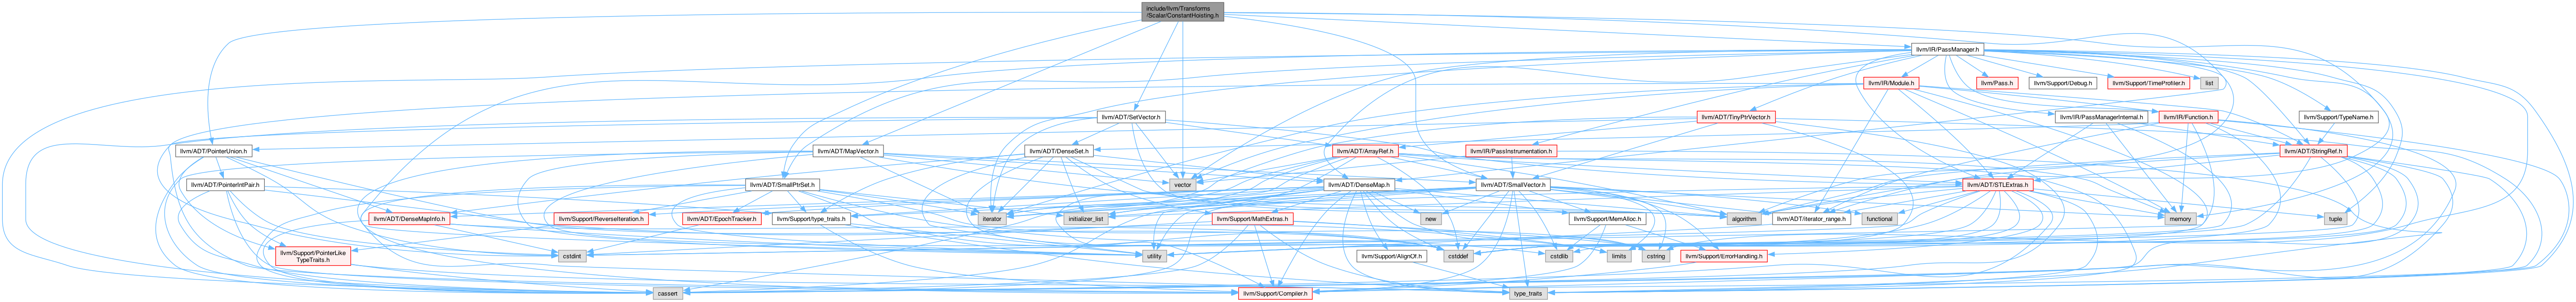 include/llvm/Transforms
/Scalar/ConstantHoisting.h
llvm/IR/PassManager.h
llvm/IR/Module.h
llvm/Pass.h
llvm/Support/Debug.h
llvm/Support/TimeProfiler.h
list
llvm/ADT/SetVector.h
llvm/ADT/TinyPtrVector.h
llvm/IR/PassManagerInternal.h
llvm/IR/Function.h
llvm/Support/TypeName.h
llvm/ADT/PointerUnion.h
llvm/ADT/MapVector.h
llvm/ADT/DenseSet.h
llvm/ADT/ArrayRef.h
llvm/IR/PassInstrumentation.h
llvm/ADT/StringRef.h
llvm/ADT/PointerIntPair.h
llvm/ADT/SmallPtrSet.h
vector
llvm/ADT/DenseMap.h
llvm/ADT/SmallVector.h
llvm/ADT/STLExtras.h
llvm/ADT/DenseMapInfo.h
llvm/Support/ReverseIteration.h
llvm/ADT/EpochTracker.h
llvm/Support/type_traits.h
iterator
initializer_list
llvm/Support/MathExtras.h
new
llvm/Support/MemAlloc.h
algorithm
llvm/ADT/iterator_range.h
functional
memory
tuple
llvm/Support/PointerLike
TypeTraits.h
cstdint
utility
llvm/Support/AlignOf.h
cstddef
cstdlib
limits
cstring
llvm/Support/ErrorHandling.h
cassert
llvm/Support/Compiler.h
type_traits